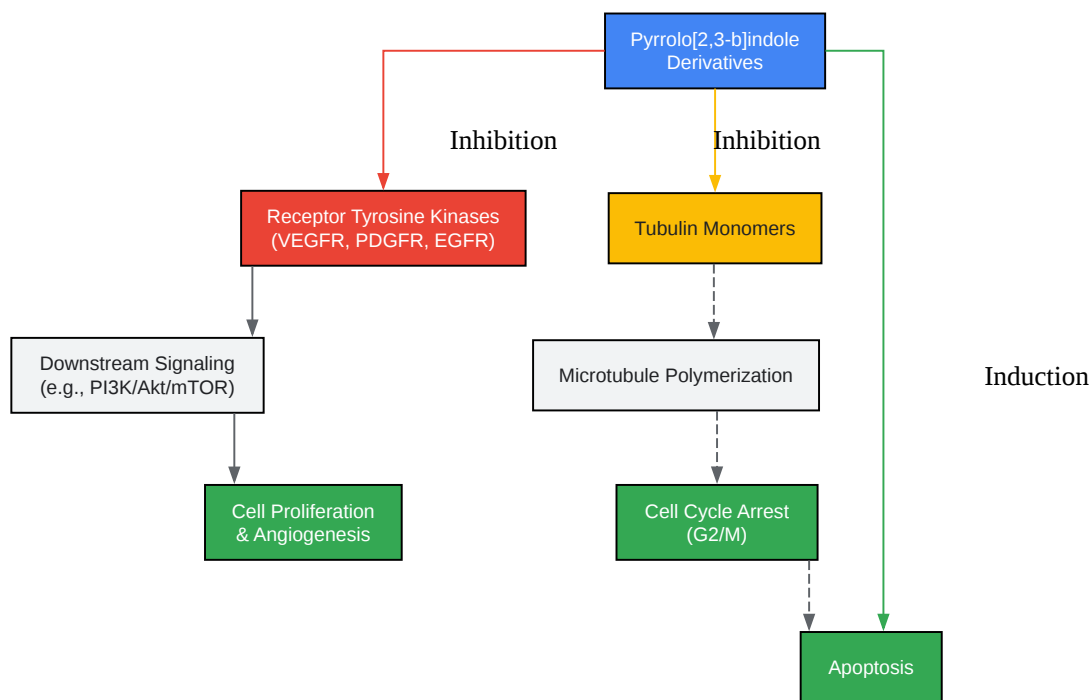 Pyrrolo[2,3-b]indole
Derivatives
Inhibition
Inhibition
Receptor Tyrosine Kinases
(VEGFR, PDGFR, EGFR)
Tubulin Monomers
Downstream Signaling
(e.g., PI3K/Akt/mTOR)
Microtubule Polymerization
Induction
Cell Proliferation
& Angiogenesis
Cell Cycle Arrest
(G2/M)
Apoptosis